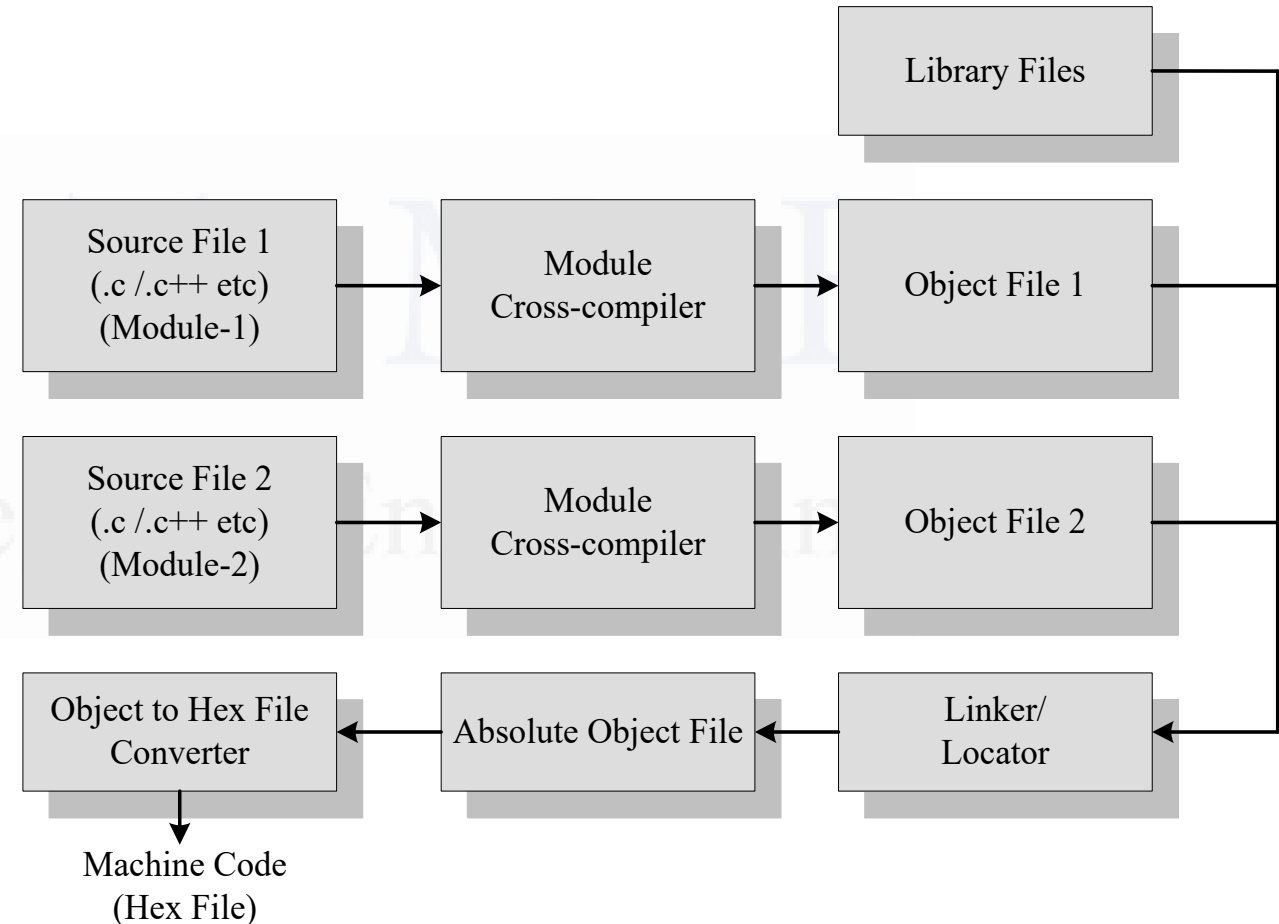 Library Files
Source File 1
(.c /.c++ etc)
(Module-1)
Module
Cross-compiler
Object File 1
Source File 2
(.c /.c++ etc)
(Module-2)
Module
Cross-compiler
Object File 2
Object to Hex File
Converter
Absolute Object File
Linker/
Locator
Machine Code
(Hex File)